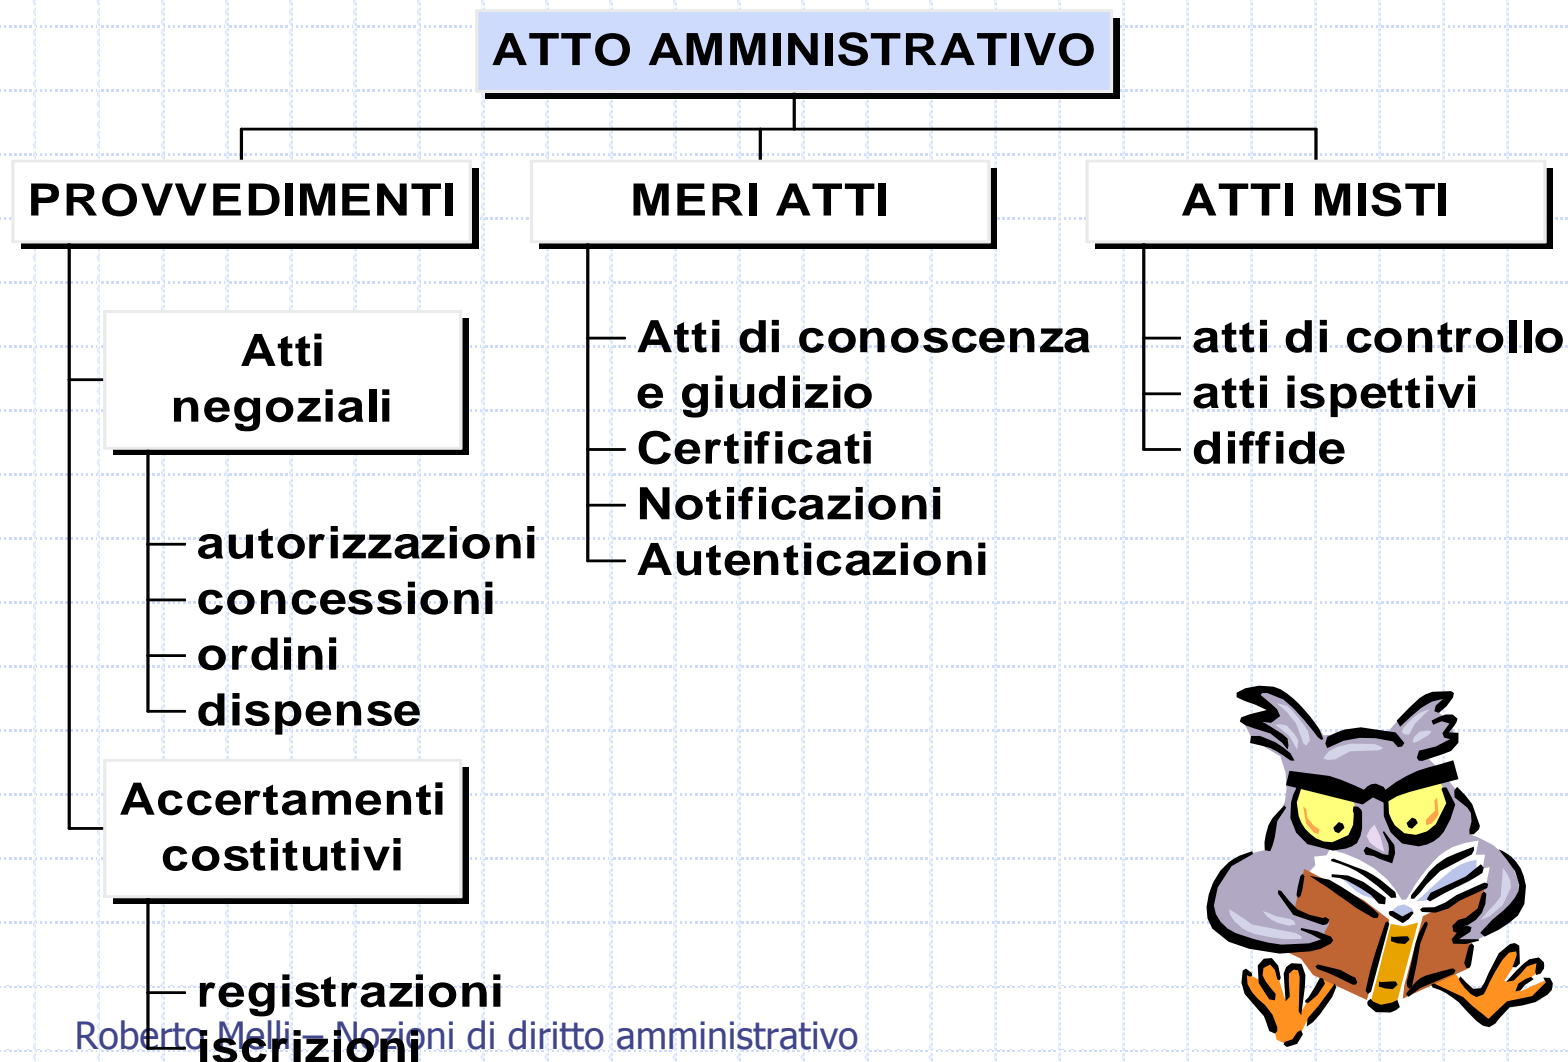 ATTO AMMINISTRATIVO
PROVVEDIMENTI
Atti
negoziali
autorizzazioni
concessioni
ordini
dispense
Accertamenti
costitutivi
registrazioni
iscrizioni
MERI ATTI
Atti di conoscenza
e giudizio
Certificati
Notificazioni
Autenticazioni
ATTI MISTI
atti di controllo
atti ispettivi
diffide
Roberto Melli – Nozioni di diritto amministrativo